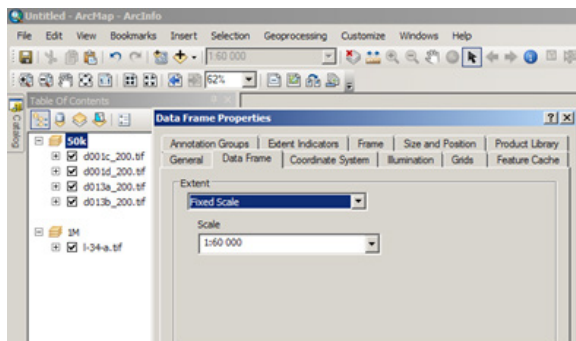 Untitled - ArcMap - ArcInfo
File Edit View Bookmarks Insert Selection Geoprocessing Customize Windows Help
1:60 000
62%
Table Of Contents
Catalog
50k
d001c_200.tif
d001d_200.tif
d013a_200.tif
d013b_200.tif
1M
l-34-a.tif
Data Frame Properties
Annotation Groups Extent Indicators Frame Size and Position Product Library
General Data Frame Coordinate System Illumination Grids Feature Cache
Extent
Fixed Scale
Scale
1:60 000